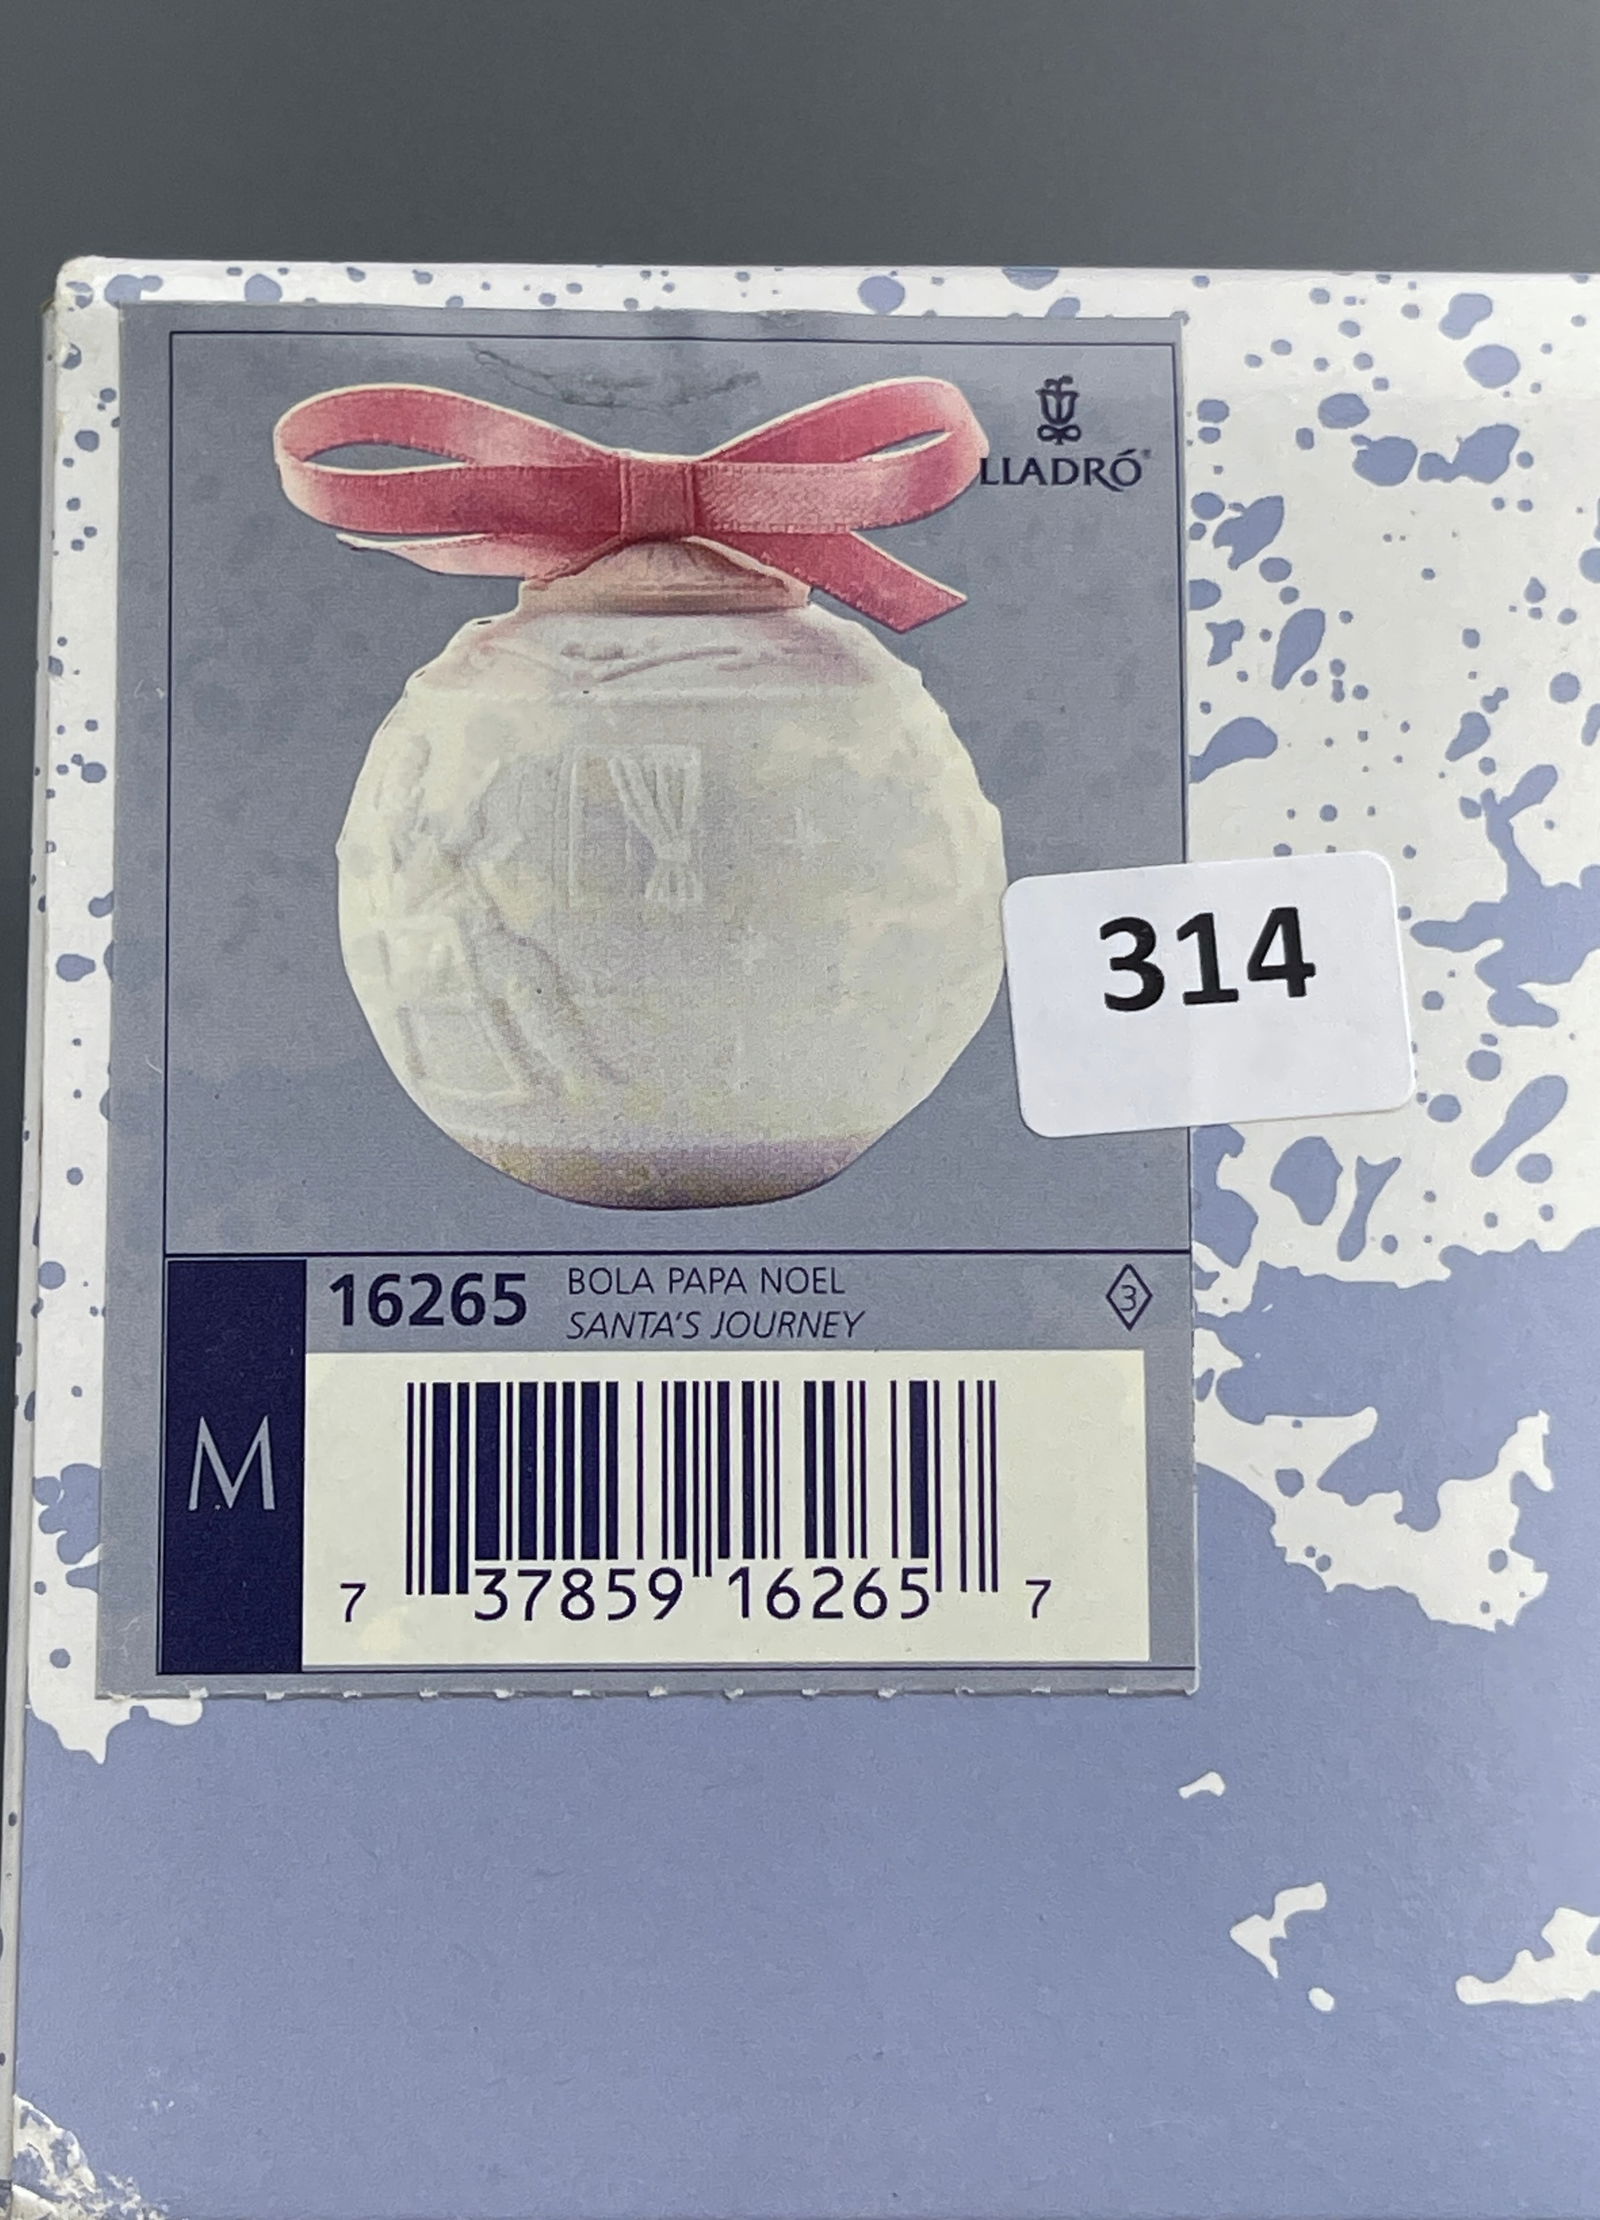 LLADRÓ®
314
16265 BOLA PAPA NOEL
SANTA'S JOURNEY
3
M
7 37859 16265 7